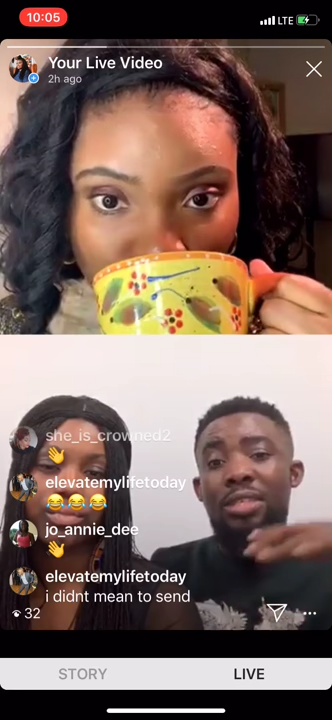 10:05
LTE
Your Live Video
2h ago
she_is_crowned2
👋
elevatemylifetoday
😂😂😂
jo_annie_dee
👋
elevatemylifetoday
i didnt mean to send
32
STORY
LIVE